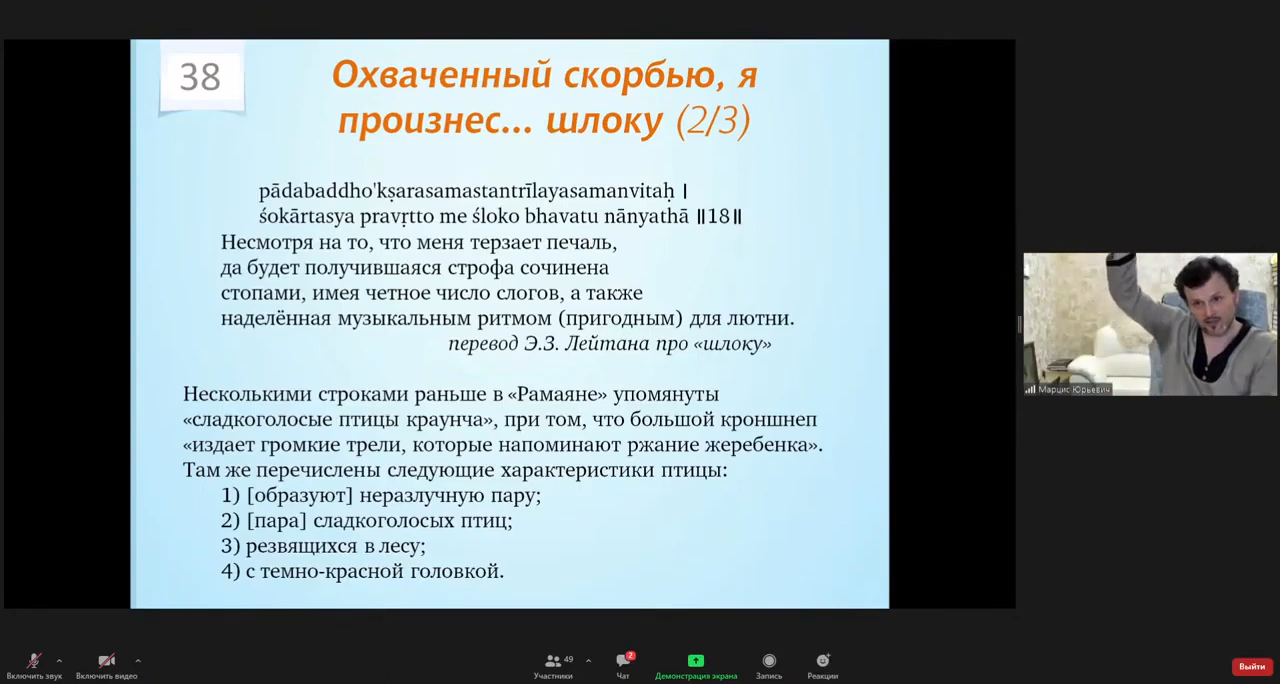 38
Охваченный скорбью, я
произнес... шлоку (2/3)
pādabaddho'kṣarasamastantrīlayasamanvitaḥ |
śokārtasya pravṛtto me śloko bhavatu nānyathā ॥18॥
Несмотря на то, что меня терзает печаль,
да будет получившаяся строфа сочинена
стопами, имея четное число слогов, а также
наделённая музыкальным ритмом (пригодным) для лютни.
перевод Э.З. Лейтана про «шлоку»
Несколькими строками раньше в «Рамаяне» упомянуты
«сладкоголосые птицы краунча», при том, что большой кроншнеп
«издает громкие трели, которые напоминают ржание жеребенка».
Там же перечислены следующие характеристики птицы:
1) [образуют] неразлучную пару;
2) [пара] сладкоголосых птиц;
3) резвящихся в лесу;
4) с темно-красной головкой.
Марцис Юрьевич
49
2
Включить звук
Включить видео
Участники
Чат
Демонстрация экрана
Запись
Реакции
Выйти